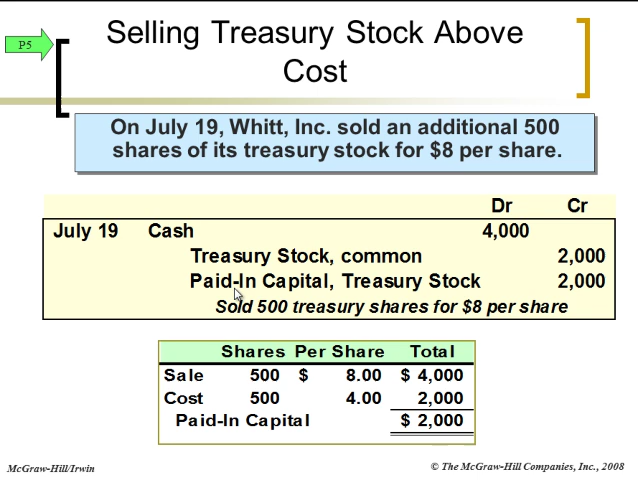 P5
Selling Treasury Stock Above
Cost
On July 19, Whitt, Inc. sold an additional 500
shares of its treasury stock for $8 per share.
Dr Cr
July 19 Cash 4,000
Treasury Stock, common 2,000
Paid-In Capital, Treasury Stock 2,000
Sold 500 treasury shares for $8 per share
Shares Per Share Total
Sale 500 $ 8.00 $ 4,000
Cost 500 4.00 2,000
Paid-In Capital $ 2,000
McGraw-Hill/Irwin © The McGraw-Hill Companies, Inc., 2008